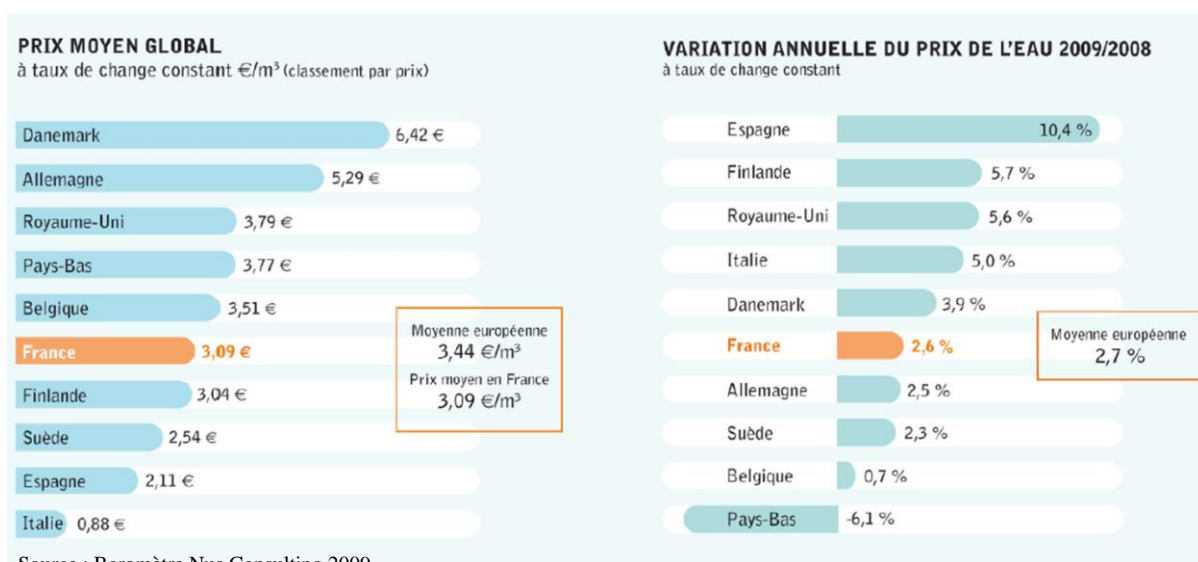 PRIX MOYEN GLOBAL
à taux de change constant €/m³ (classement par prix)
Danemark 6,42 €
Allemagne 5,29 €
Royaume-Uni 3,79 €
Pays-Bas 3,77 €
Belgique 3,51 €
France 3,09 €
Finlande 3,04 €
Suède 2,54 €
Espagne 2,11 €
Italie 0,88 €
Moyenne européenne
3,44 €/m³
Prix moyen en France
3,09 €/m³
VARIATION ANNUELLE DU PRIX DE L'EAU 2009/2008
à taux de change constant
Espagne 10,4 %
Finlande 5,7 %
Royaume-Uni 5,6 %
Italie 5,0 %
Danemark 3,9 %
France 2,6 %
Allemagne 2,5 %
Suède 2,3 %
Belgique 0,7 %
Pays-Bas -6,1 %
Moyenne européenne
2,7 %
Source : Baromètre Nus Consulting 2009